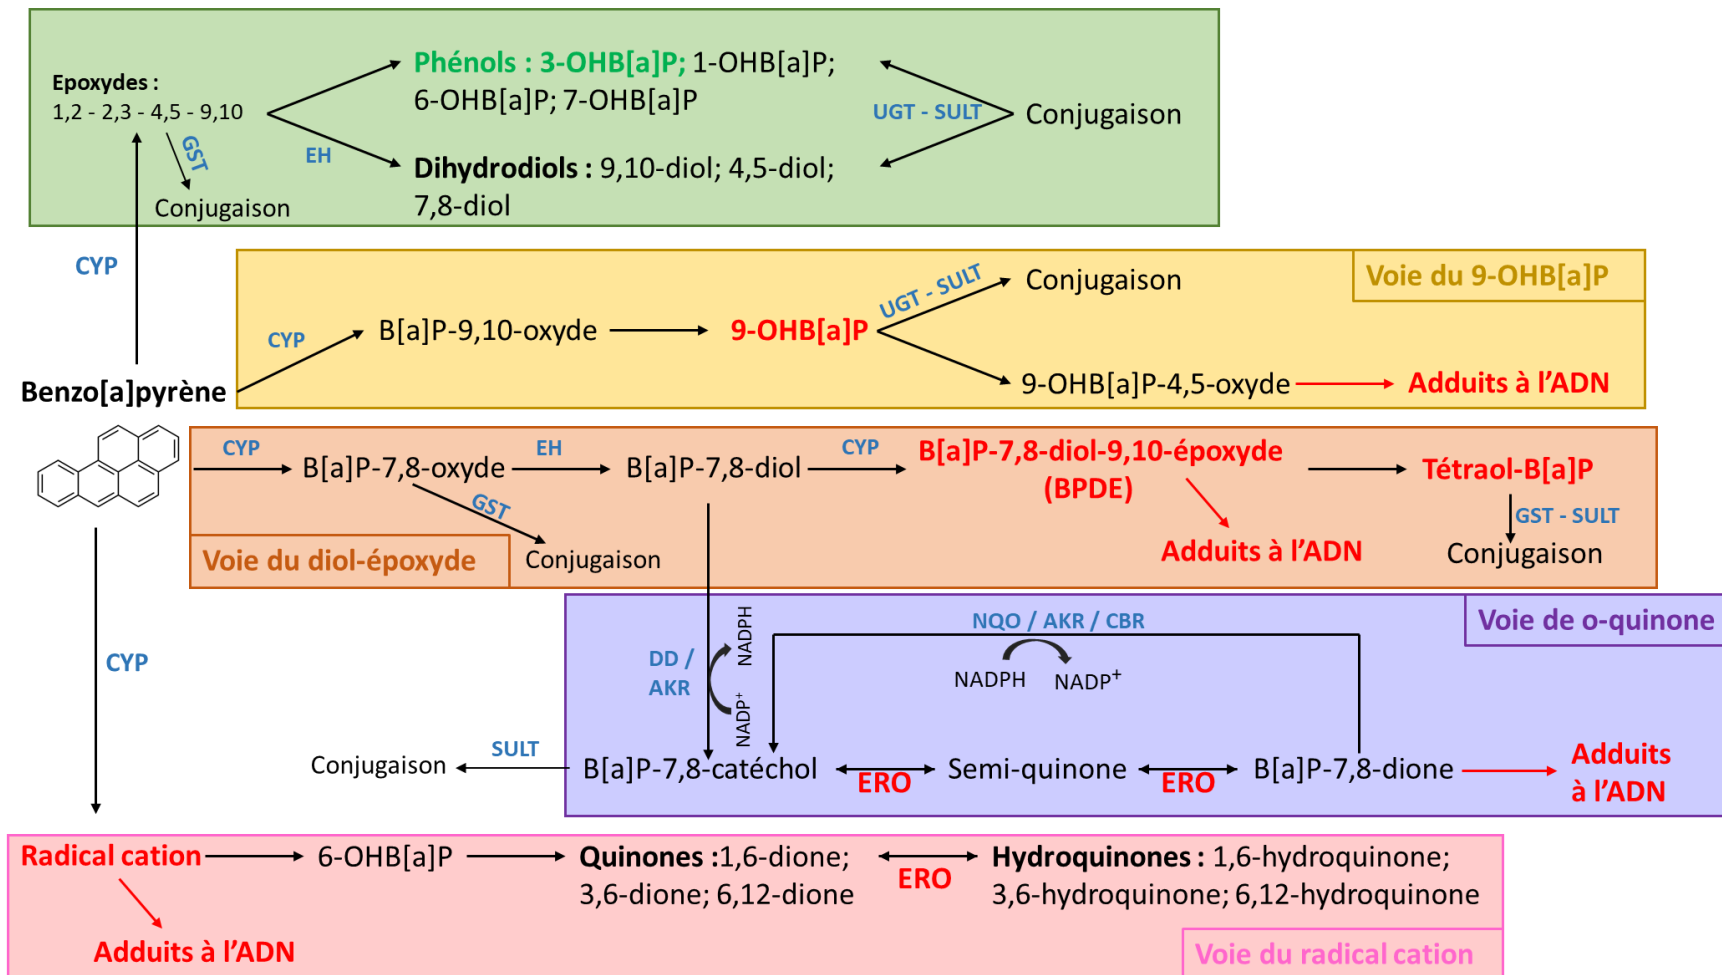 Epoxydes :
1,2 - 2,3 - 4,5 - 9,10
GST
Conjugaison
EH
Phénols : 3-OHB[a]P; 1-OHB[a]P;
6-OHB[a]P; 7-OHB[a]P
Dihydrodiols : 9,10-diol; 4,5-diol;
7,8-diol
UGT - SULT
Conjugaison
CYP
Voie du 9-OHB[a]P
CYP
B[a]P-9,10-oxyde
9-OHB[a]P
UGT - SULT
Conjugaison
9-OHB[a]P-4,5-oxyde
Adduits à l’ADN
Benzo[a]pyrène
CYP
B[a]P-7,8-oxyde
EH
B[a]P-7,8-diol
CYP
B[a]P-7,8-diol-9,10-époxyde
(BPDE)
Tétraol-B[a]P
GST
Conjugaison
Adduits à l’ADN
GST - SULT
Conjugaison
Voie du diol-époxyde
Voie de o-quinone
NQO / AKR / CBR
NADPH
NADP+
DD /
AKR
NADPH
NADP+
CYP
Conjugaison
SULT
B[a]P-7,8-catéchol
ERO
Semi-quinone
ERO
B[a]P-7,8-dione
Adduits
à l’ADN
Radical cation
6-OHB[a]P
Quinones :1,6-dione;
3,6-dione; 6,12-dione
ERO
Hydroquinones : 1,6-hydroquinone;
3,6-hydroquinone; 6,12-hydroquinone
Adduits à l’ADN
Voie du radical cation